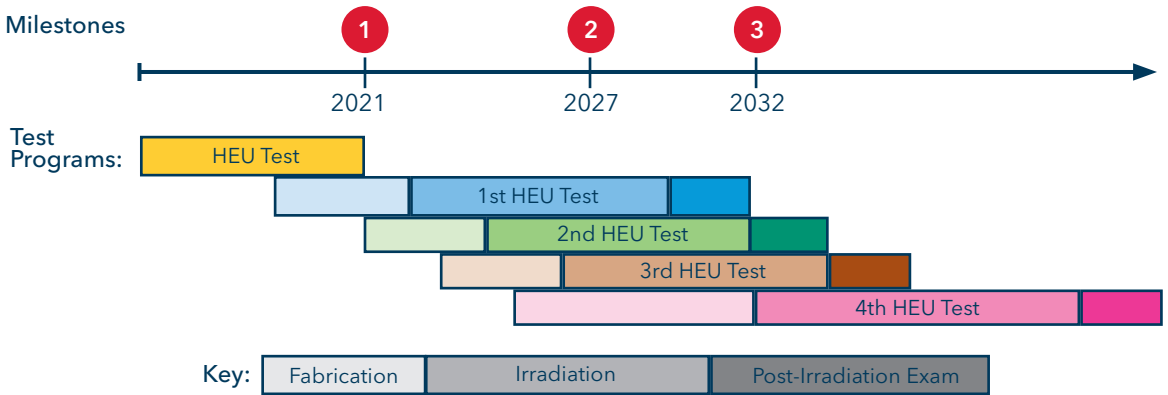 Milestones
1
2
3
2021
2027
2032
Test
Programs:
HEU Test
1st HEU Test
2nd HEU Test
3rd HEU Test
4th HEU Test
Key:
Fabrication
Irradiation
Post-Irradiation Exam